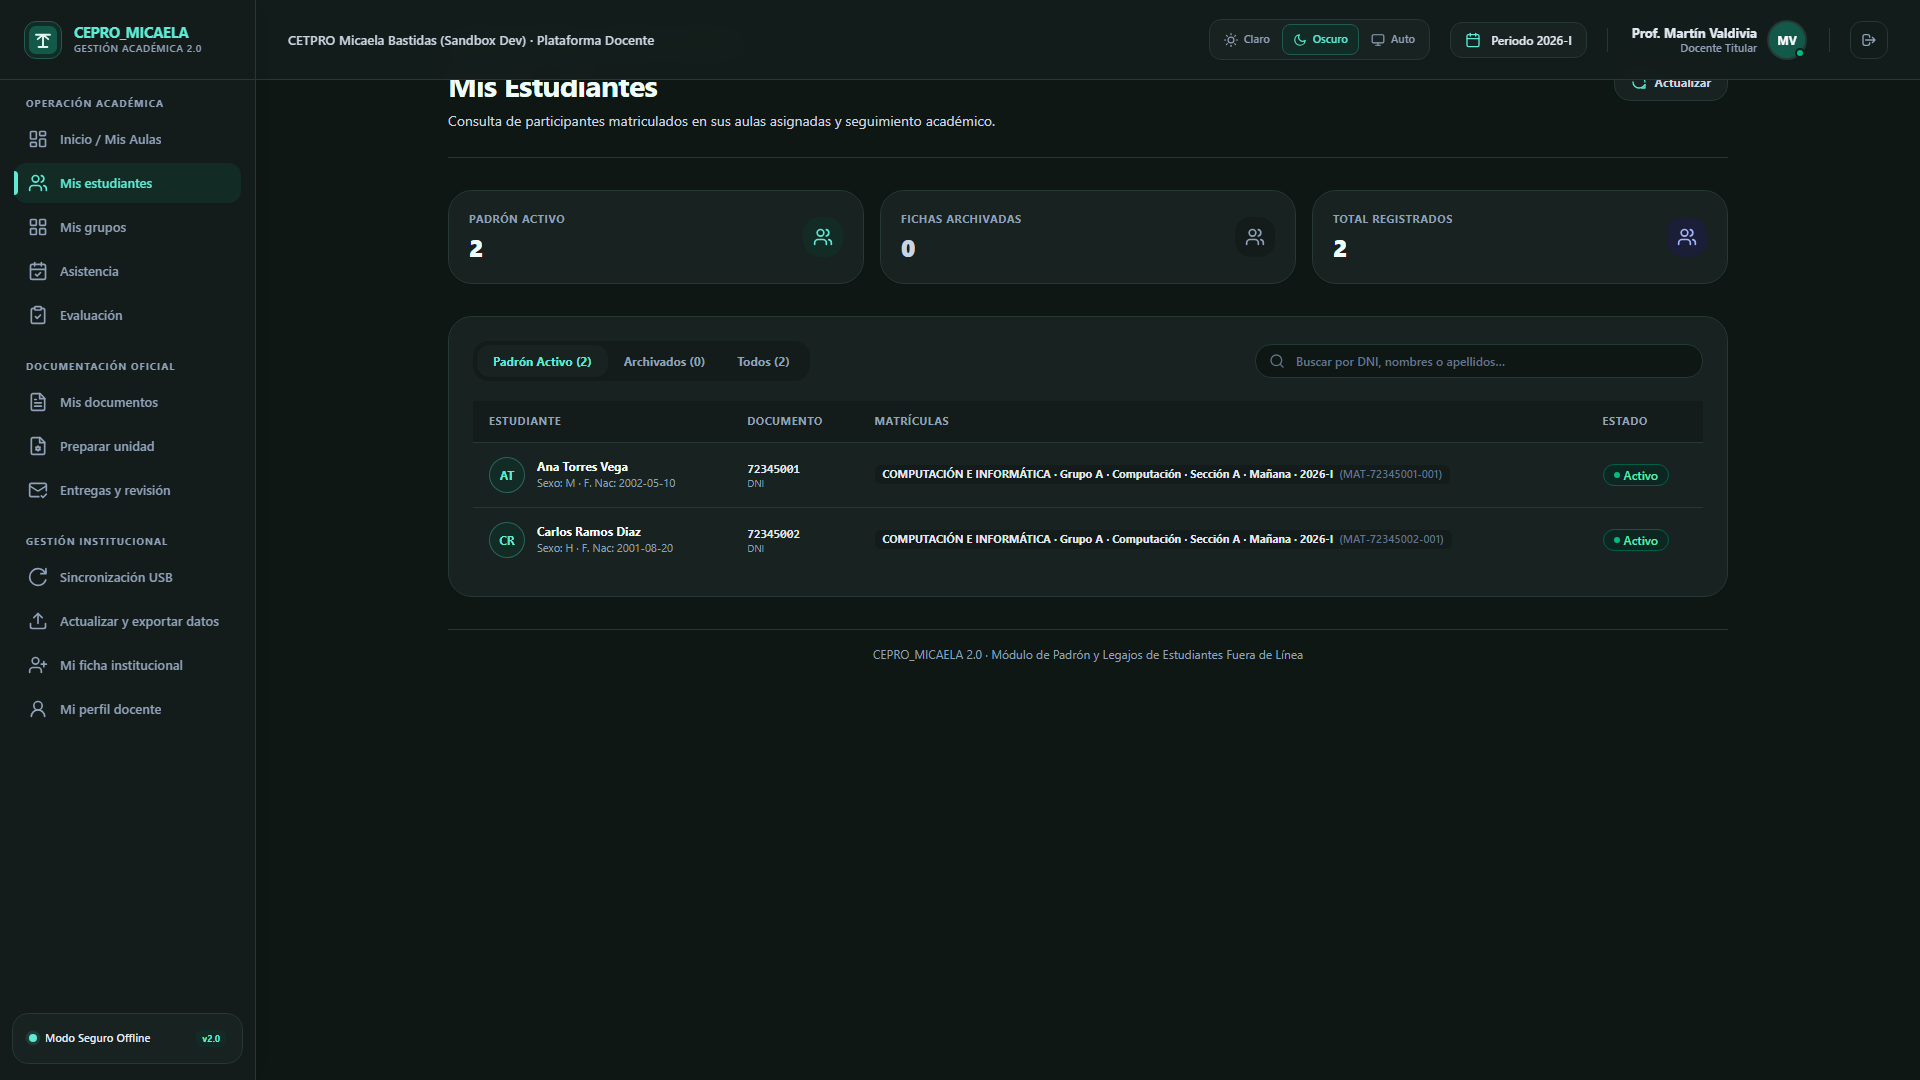 CEPRO_MICAELA
GESTIÓN ACADÉMICA 2.0
CETPRO Micaela Bastidas (Sandbox Dev) · Plataforma Docente
Claro
Oscuro
Auto
Periodo 2026-I
Prof. Martín Valdivia
Docente Titular
MV
OPERACIÓN ACADÉMICA
Inicio / Mis Aulas
Mis estudiantes
Mis grupos
Asistencia
Evaluación
DOCUMENTACIÓN OFICIAL
Mis documentos
Preparar unidad
Entregas y revisión
GESTIÓN INSTITUCIONAL
Sincronización USB
Actualizar y exportar datos
Mi ficha institucional
Mi perfil docente
Modo Seguro Offline
v2.0
Mis Estudiantes
Actualizar
Consulta de participantes matriculados en sus aulas asignadas y seguimiento académico.
PADRÓN ACTIVO
2
FICHAS ARCHIVADAS
0
TOTAL REGISTRADOS
2
Padrón Activo (2)
Archivados (0)
Todos (2)
Buscar por DNI, nombres o apellidos...
ESTUDIANTE
DOCUMENTO
MATRÍCULAS
ESTADO
AT
Ana Torres Vega
Sexo: M · F. Nac: 2002-05-10
72345001
DNI
COMPUTACIÓN E INFORMÁTICA · Grupo A · Computación · Sección A · Mañana · 2026-I (MAT-72345001-001)
Activo
CR
Carlos Ramos Diaz
Sexo: H · F. Nac: 2001-08-20
72345002
DNI
COMPUTACIÓN E INFORMÁTICA · Grupo A · Computación · Sección A · Mañana · 2026-I (MAT-72345002-001)
Activo
CEPRO_MICAELA 2.0 · Módulo de Padrón y Legajos de Estudiantes Fuera de Línea